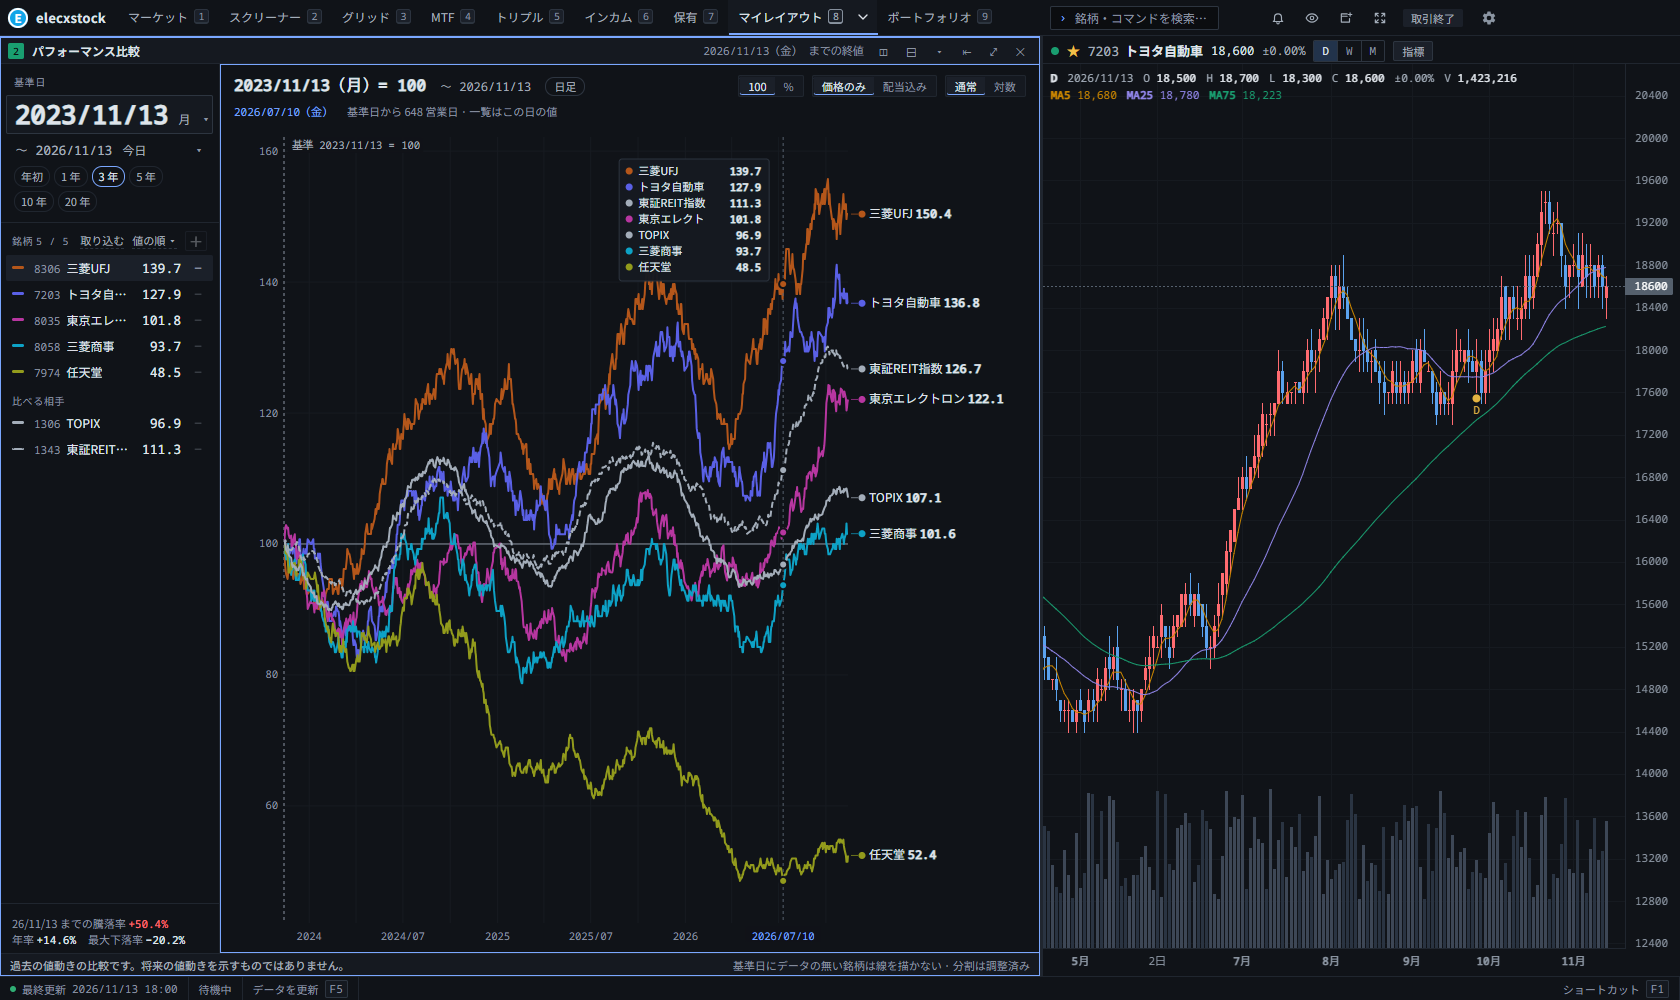 elecxstock マーケット 1 スクリーナー 2 グリッド 3 MTF 4 トリプル 5 インカム 6 保有 7 マイレイアウト 8 ポートフォリオ 9 › 銘柄・コマンドを検索… 取引終了
2 パフォーマンス比較 2026/11/13（金） までの終値
基準日
2023/11/13 月
～ 2026/11/13 今日
年初 1年 3年 5年
10年 20年
銘柄 5 / 5 取り込む 値の順 +
8306 三菱UFJ 139.7 −
7203 トヨタ自… 127.9 −
8035 東京エレ… 101.8 −
8058 三菱商事 93.7 −
7974 任天堂 48.5 −
比べる相手
1306 TOPIX 96.9 −
1343 東証REIT… 111.3 −
26/11/13 までの騰落率 +50.4%
年率 +14.6% 最大下落率 −20.2%
2023/11/13（月）= 100 ～ 2026/11/13 日足 100 % 価格のみ 配当込み 通常 対数
2026/07/10（金） 基準日から 648 営業日・一覧はこの日の値
基準 2023/11/13 = 100
160
140
120
100
80
60
三菱UFJ 139.7
トヨタ自動車 127.9
東証REIT指数 111.3
東京エレクト 101.8
TOPIX 96.9
三菱商事 93.7
任天堂 48.5
三菱UFJ 150.4
トヨタ自動車 136.8
東証REIT指数 126.7
東京エレクトロン 122.1
TOPIX 107.1
三菱商事 101.6
任天堂 52.4
2024 2024/07 2025 2025/07 2026 2026/07/10
過去の値動きの比較です。将来の値動きを示すものではありません。 基準日にデータの無い銘柄は線を描かない・分割は調整済み
★ 7203 トヨタ自動車 18,600 ±0.00% D W M 指標
D 2026/11/13 O 18,500 H 18,700 L 18,300 C 18,600 ±0.00% V 1,423,216
MA5 18,680 MA25 18,780 MA75 18,223
20400
20000
19600
19200
18800
18600
18400
18000
17600
17200
16800
16400
16000
15600
15200
14800
14400
14000
13600
13200
12800
12400
D
5月 2日 7月 8月 9月 10月 11月
最終更新 2026/11/13 18:00 待機中 データを更新 F5 ショートカット F1